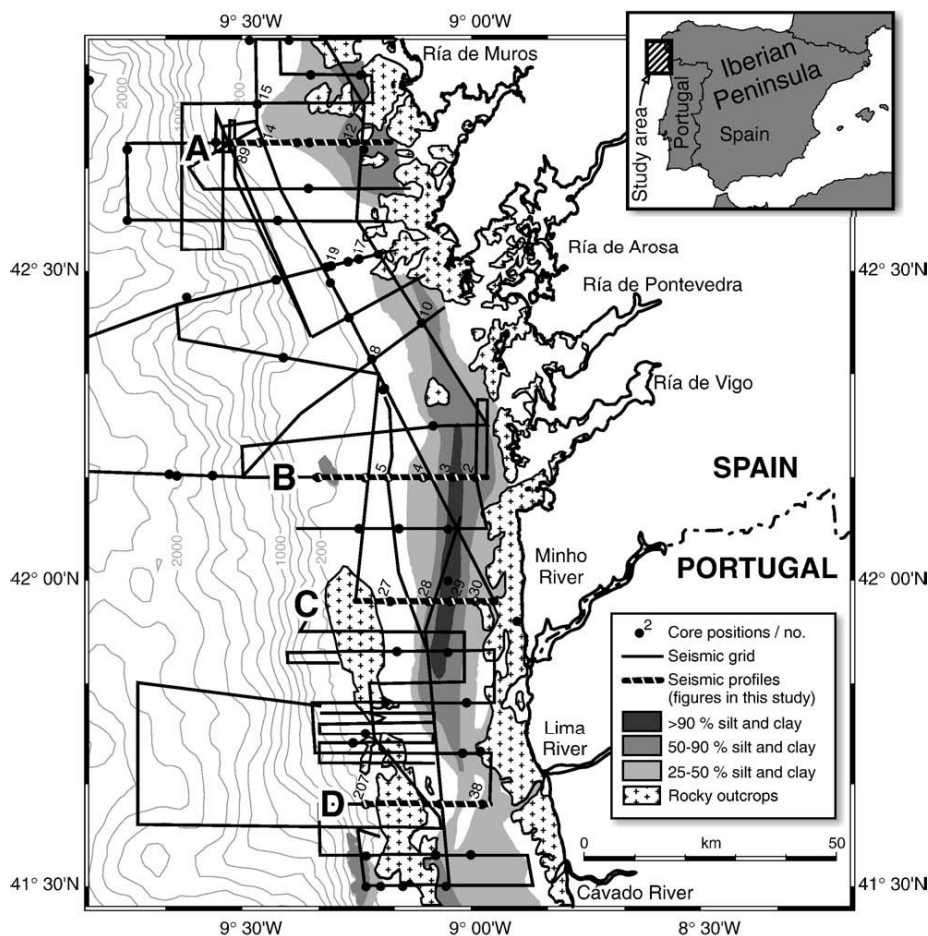 9° 30'W
9° 00'W
Ría de Muros
Iberian
Peninsula
Portugal
Spain
Study area
2000
1000
200
15
14
12
A
89
Ría de Arosa
42° 30'N
42° 30'N
19
17
Ría de Pontevedra
10
8
Ría de Vigo
B
5
4
3
2
SPAIN
2000
1000
200
PORTUGAL
Minho
River
42° 00'N
42° 00'N
C
27
28
29
30
2
Core positions / no.
Seismic grid
Seismic profiles
(figures in this study)
>90 % silt and clay
50-90 % silt and clay
25-50 % silt and clay
Rocky outcrops
Lima
River
D
207
38
0
50
km
41° 30'N
41° 30'N
Cavado River
9° 30'W
9° 00'W
8° 30'W